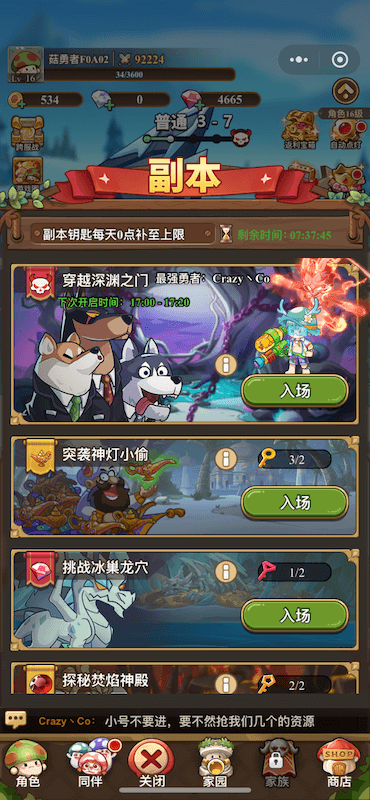 菇勇者F0A02 92224
Lv 16
34/3600
534 0 4665
普通 3 - 7
角色16级
跨服战
返利宝箱
自动点灯
副本
副本钥匙每天0点补至上限
剩余时间：07:37:45
穿越深渊之门
最强勇者：Crazy丶Co
下次开启时间：17:00 - 17:20
入场
突袭神灯小偷
3/2
入场
挑战冰巢龙穴
1/2
入场
探秘焚焰神殿
2/2
Crazy丶Co：小号不要进，要不然抢我们几个的资源
SHOP
角色 同伴 关闭 家园 家族 商店